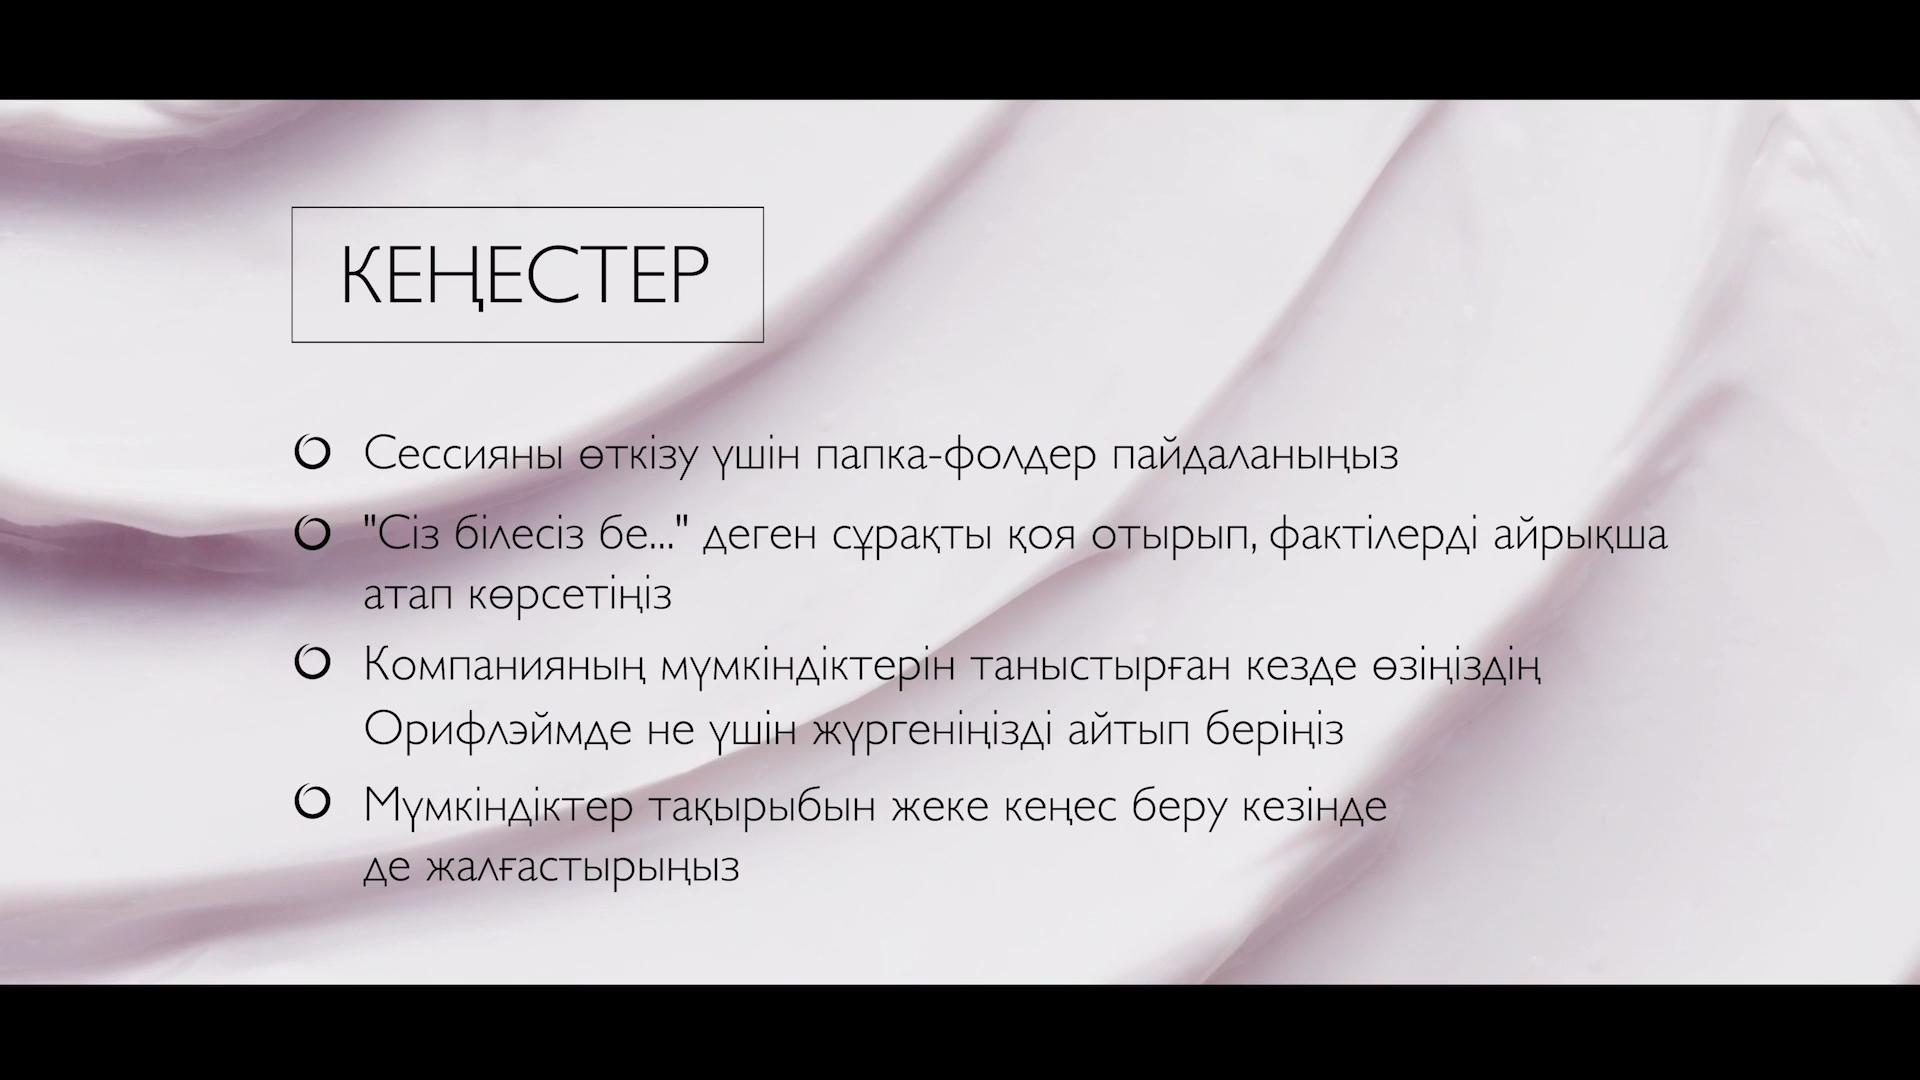 КЕҢЕСТЕР
Сессияны өткізу үшін папка-фолдер пайдаланыңыз
"Сіз білесіз бе..." деген сұрақты қоя отырып, фактілерді айрықша
атап көрсетіңіз
Компанияның мүмкіндіктерін таныстырған кезде өзіңіздің
Орифлэймде не үшін жүргеніңізді айтып беріңіз
Мүмкіндіктер тақырыбын жеке кеңес беру кезінде
де жалғастырыңыз